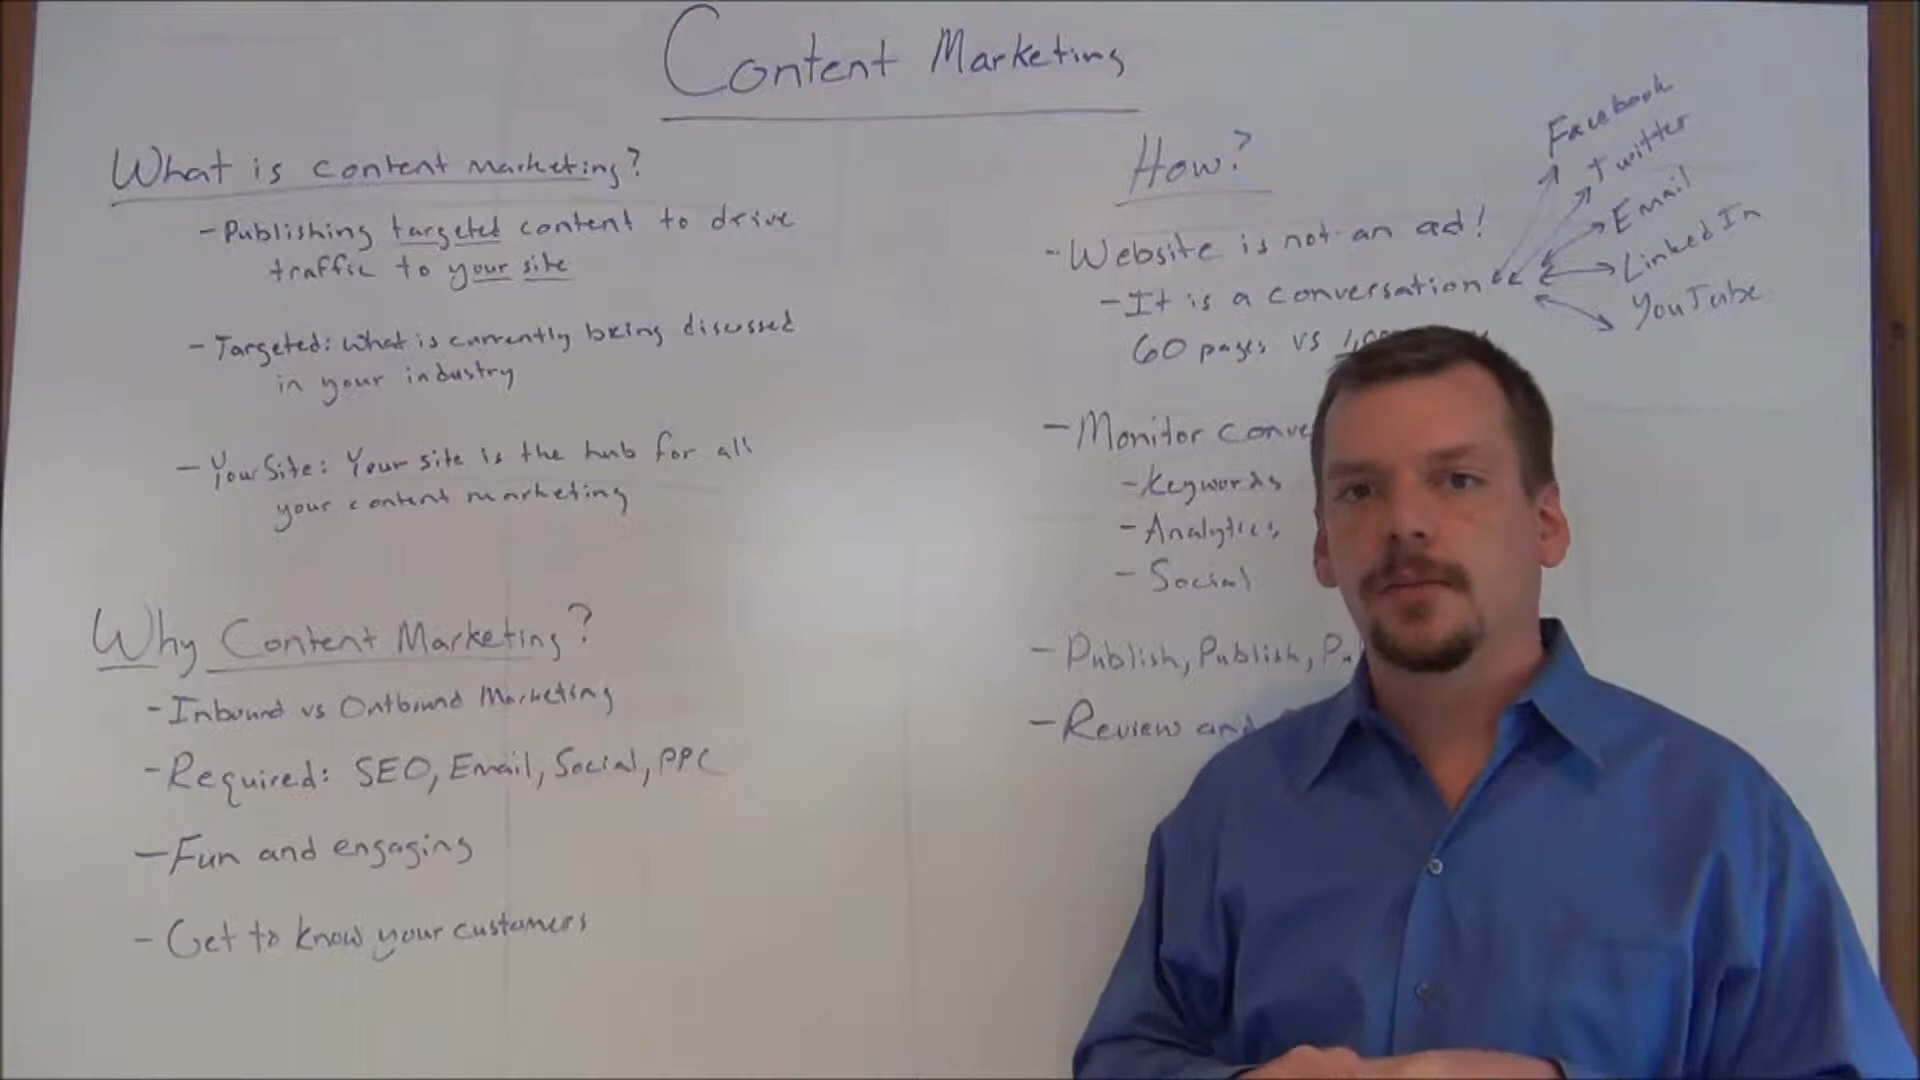 Content Marketing
What is content marketing?
- Publishing targeted content to drive
traffic to your site
- Targeted: What is currently being discussed
in your industry
- Your Site: Your site is the hub for all
your content marketing
Why Content Marketing?
- Inbound vs Outbound Marketing
- Required: SEO, Email, Social, PPC
- Fun and engaging
- Get to know your customers
How?
- Website is not an ad!
- It is a conversation
Facebook
Twitter
Email
LinkedIn
YouTube
60 pages vs
- Monitor
- Keywords
- Analytics
- Social
- Publish, Publish,
- Review and